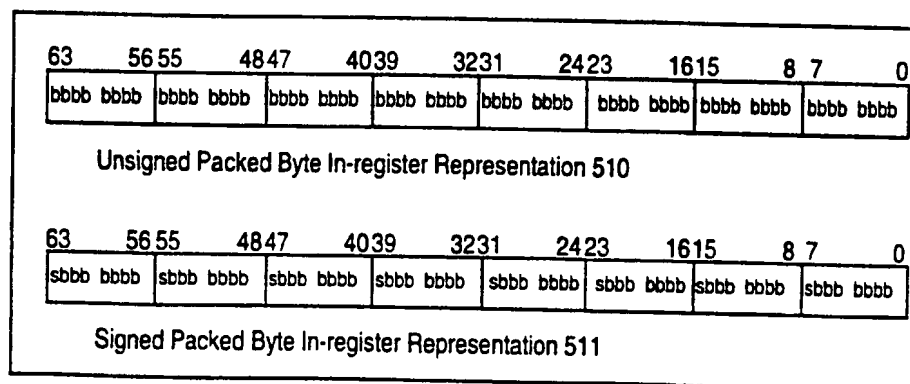 63 56 55 48 47 40 39 32 31 24 23 16 15 8 7 0
bbbb bbbb bbbb bbbb bbbb bbbb bbbb bbbb bbbb bbbb bbbb bbbb bbbb bbbb bbbb bbbb
Unsigned Packed Byte In-register Representation 510
63 56 55 48 47 40 39 32 31 24 23 16 15 8 7 0
sbbb bbbb sbbb bbbb sbbb bbbb sbbb bbbb sbbb bbbb sbbb bbbb sbbb bbbb sbbb bbbb
Signed Packed Byte In-register Representation 511